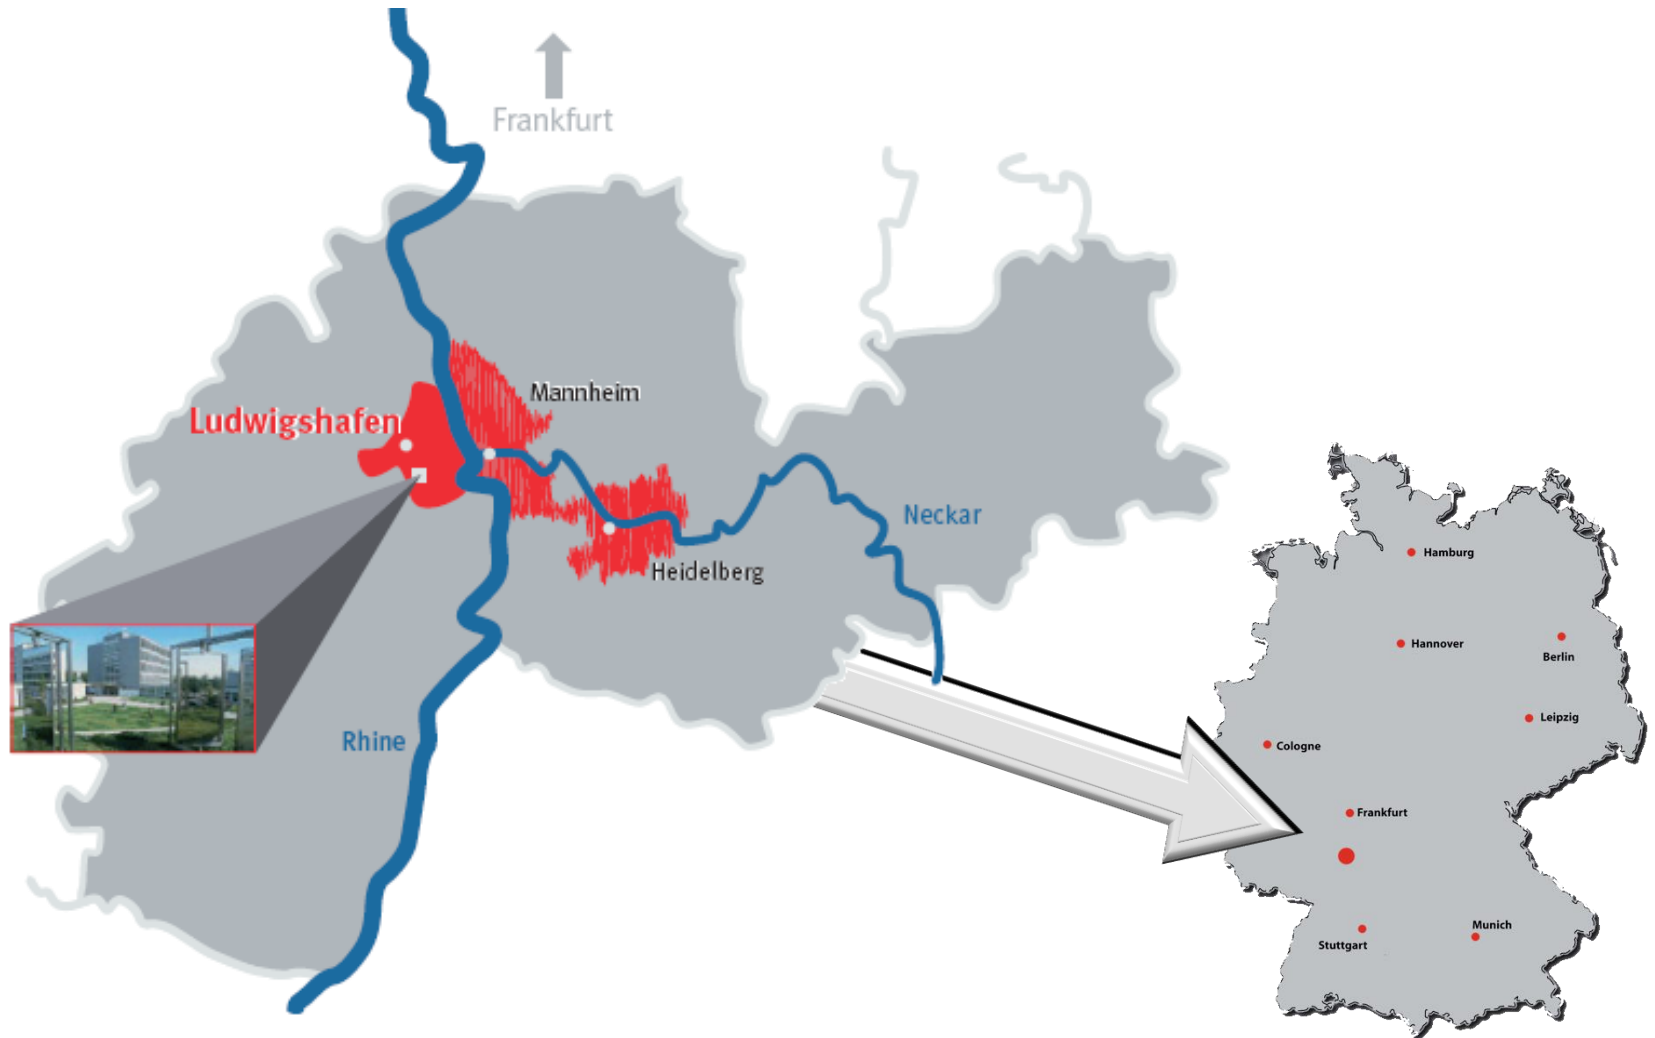 Frankfurt
Mannheim
Ludwigshafen
Neckar
Heidelberg
Rhine
Hamburg
Hannover
Berlin
Leipzig
Cologne
Frankfurt
Munich
Stuttgart